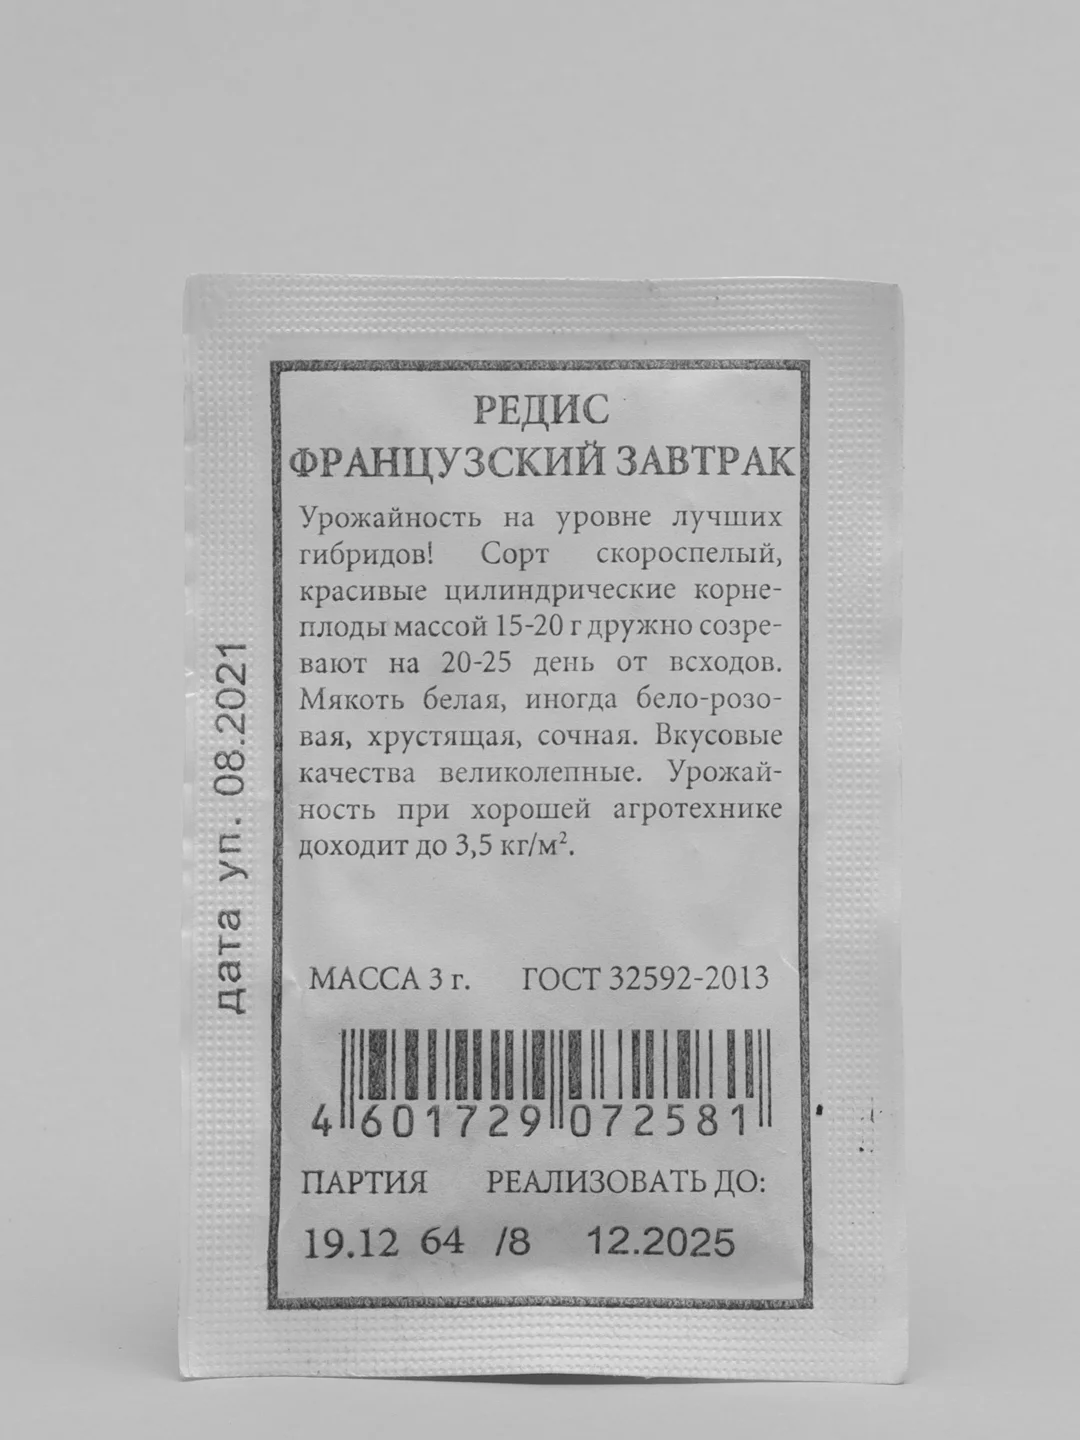 РЕДИС
ФРАНЦУЗСКИЙ ЗАВТРАК
Урожайность на уровне лучших
гибридов! Сорт скороспелый,
красивые цилиндрические корне-
плоды массой 15-20 г дружно созре-
вают на 20-25 день от всходов.
Мякоть белая, иногда бело-розо-
вая, хрустящая, сочная. Вкусовые
качества великолепные. Урожай-
ность при хорошей агротехнике
доходит до 3,5 кг/м².
МАССА 3 г. ГОСТ 32592-2013
4 601729 072581
ПАРТИЯ РЕАЛИЗОВАТЬ ДО:
19.12 64 /8 12.2025
дата уп. 08.2021